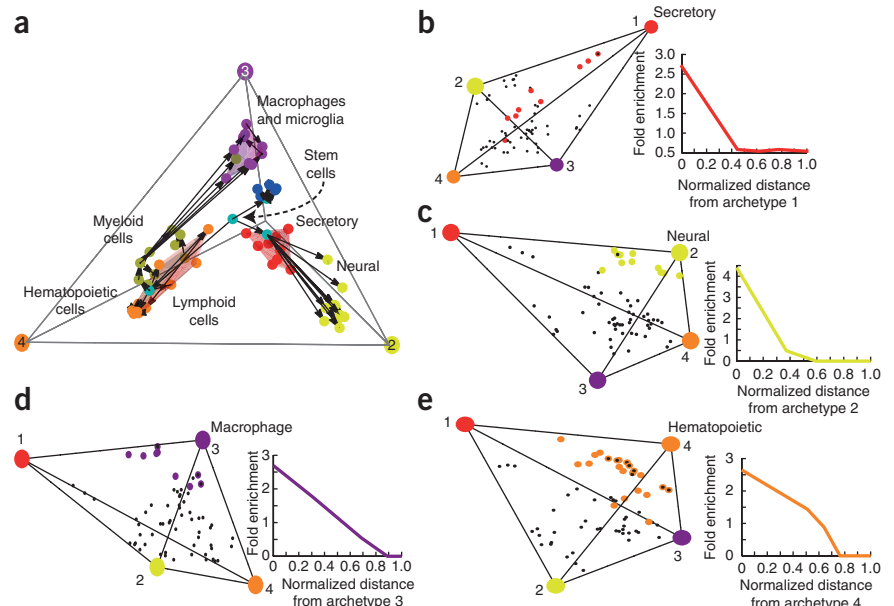 a
3
Macrophages
and microglia
Stem
cells
Myeloid
cells
Secretory
Neural
Hematopoietic
cells
Lymphoid
cells
4
2
b
1
Secretory
2
3
4
Fold enrichment
3.0
2.5
2.0
1.5
1.0
0.5
0 0.2 0.4 0.6 0.8 1.0
Normalized distance
from archetype 1
c
1
Neural
2
4
3
Fold enrichment
4
3
2
1
0
0 0.2 0.4 0.6 0.8 1.0
Normalized distance
from archetype 2
d
1
Macrophage
3
2
4
Fold enrichment
3
2
1
0
0 0.2 0.4 0.6 0.8 1.0
Normalized distance
from archetype 3
e
1
Hematopoietic
4
3
2
Fold enrichment
3
2
1
0
0 0.2 0.4 0.6 0.8 1.0
Normalized distance
from archetype 4